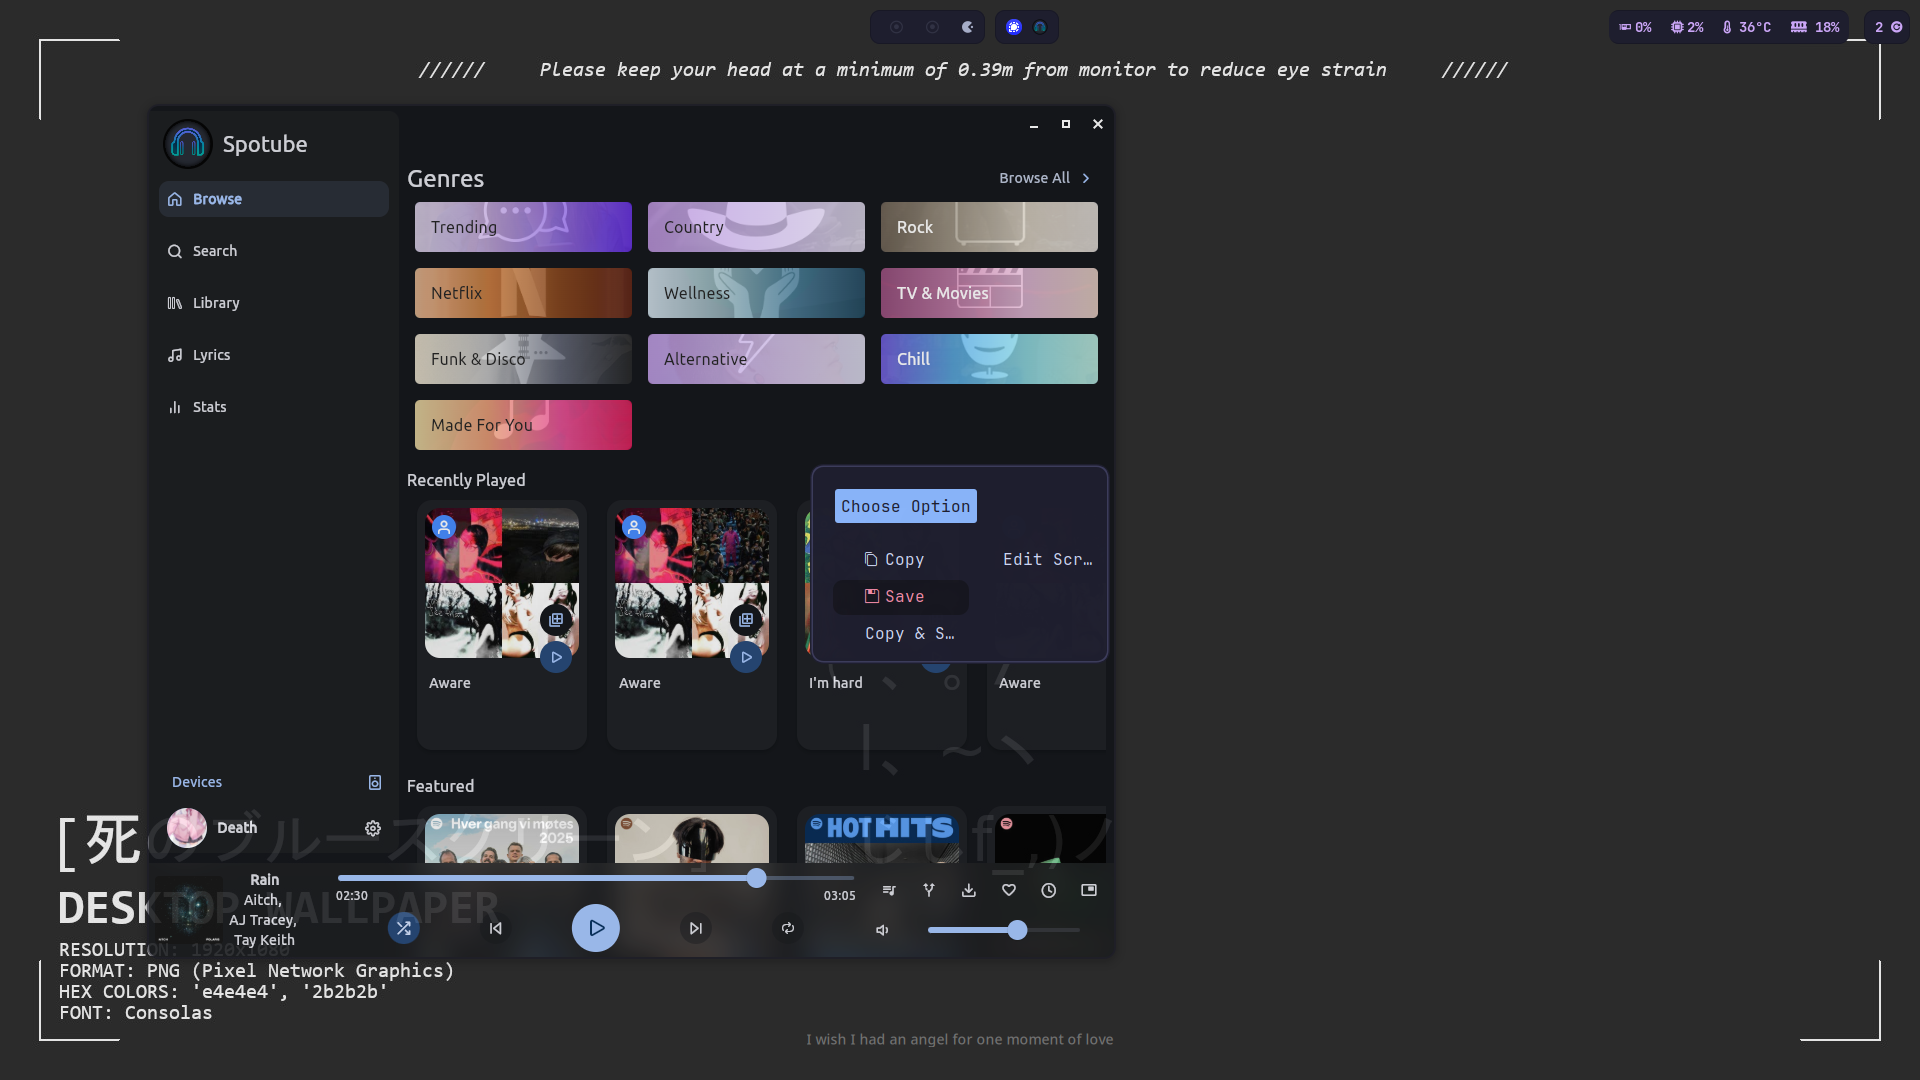 0%
2%
36°C
18%
2
////// Please keep your head at a minimum of 0.39m from monitor to reduce eye strain //////
Spotube
Browse
Search
Library
Lyrics
Stats
Genres
Browse All
Trending
Country
Rock
Netflix
Wellness
TV & Movies
Funk & Disco
Alternative
Chill
Made For You
Recently Played
Choose Option
Copy
Edit Scr…
Save
Copy & S…
Aware
Aware
I'm hard
Aware
Featured
Hver gang vi møtes
2025
HOT HITS
Devices
Death
[死のブルースクリーン]
DESKTOP WALLPAPER
RESOLUTION: 1920x1080
FORMAT: PNG (Pixel Network Graphics)
HEX COLORS: 'e4e4e4', '2b2b2b'
FONT: Consolas
Rain
Aitch,
AJ Tracey,
Tay Keith
02:30
03:05
I wish I had an angel for one moment of love